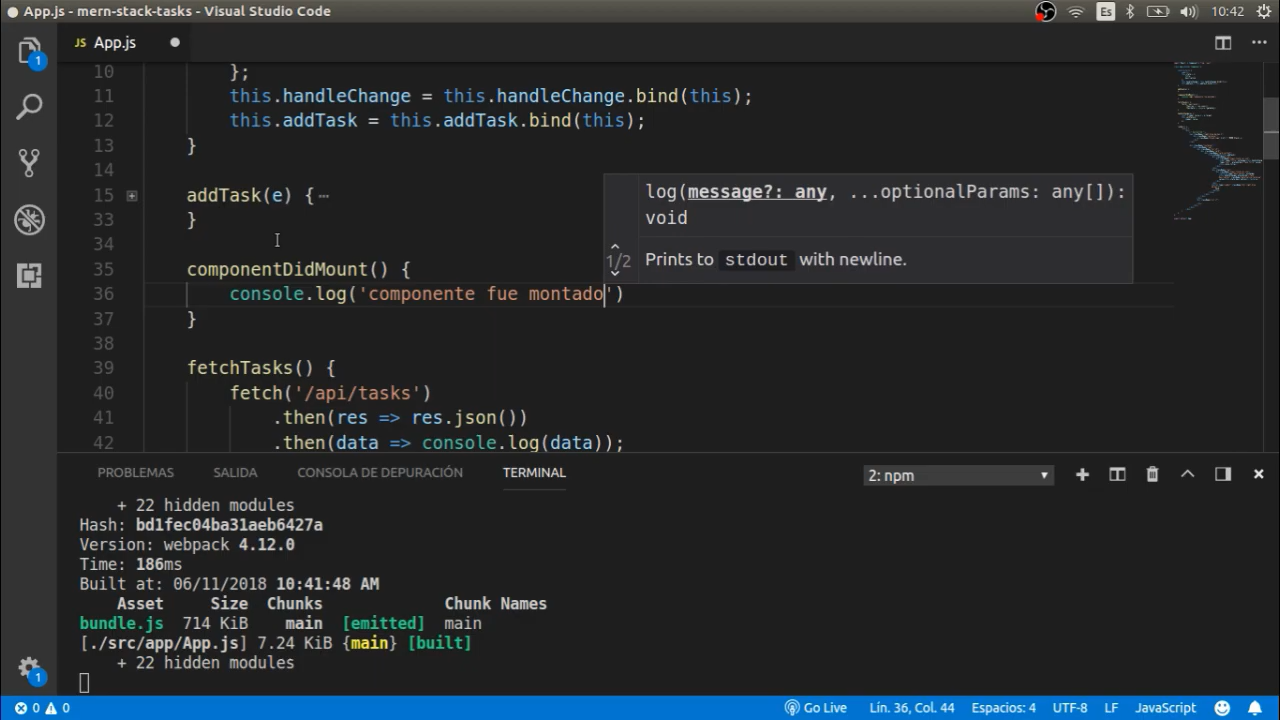 App.js - mern-stack-tasks - Visual Studio Code
Es
10:42
1
JS App.js
10 };
11 this.handleChange = this.handleChange.bind(this);
12 this.addTask = this.addTask.bind(this);
13 }
14
15 addTask(e) {
33 }
34
35 componentDidMount() {
36 console.log('componente fue montado')
37 }
38
39 fetchTasks() {
40 fetch('/api/tasks')
41 .then(res => res.json())
42 .then(data => console.log(data));
log(message?: any, ...optionalParams: any[]):
void
1/2 Prints to stdout with newline.
PROBLEMAS SALIDA CONSOLA DE DEPURACIÓN TERMINAL
2: npm
+ 22 hidden modules
Hash: bd1fec04ba31aeb6427a
Version: webpack 4.12.0
Time: 186ms
Built at: 06/11/2018 10:41:48 AM
Asset Size Chunks Chunk Names
bundle.js 714 KiB main [emitted] main
[./src/app/App.js] 7.24 KiB {main} [built]
+ 22 hidden modules
1
0 0
Go Live Lín. 36, Col. 44 Espacios: 4 UTF-8 LF JavaScript